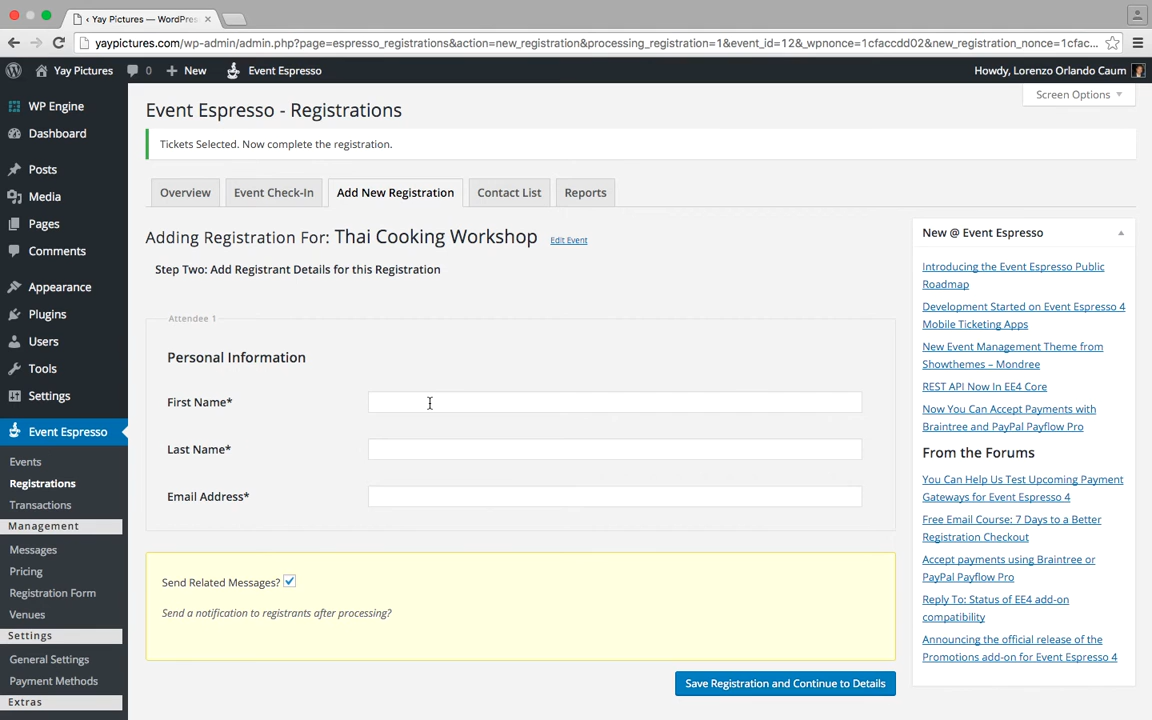 ‹ Yay Pictures — WordPres
yaypictures.com/wp-admin/admin.php?page=espresso_registrations&action=new_registration&processing_registration=1&event_id=12&_wpnonce=1cfaccdd02&new_registration_nonce=1cfac...
Yay Pictures
0
New
Event Espresso
Howdy, Lorenzo Orlando Caum
WP Engine
Dashboard
Posts
Media
Pages
Comments
Appearance
Plugins
Users
Tools
Settings
Event Espresso
Events
Registrations
Transactions
Management
Messages
Pricing
Registration Form
Venues
Settings
General Settings
Payment Methods
Extras
Screen Options
Event Espresso - Registrations
Tickets Selected. Now complete the registration.
Overview
Event Check-In
Add New Registration
Contact List
Reports
Adding Registration For: Thai Cooking Workshop Edit Event
Step Two: Add Registrant Details for this Registration
Attendee 1
Personal Information
First Name*
Last Name*
Email Address*
Send Related Messages?
Send a notification to registrants after processing?
Save Registration and Continue to Details
New @ Event Espresso
Introducing the Event Espresso Public
Roadmap
Development Started on Event Espresso 4
Mobile Ticketing Apps
New Event Management Theme from
Showthemes – Mondree
REST API Now In EE4 Core
Now You Can Accept Payments with
Braintree and PayPal Payflow Pro
From the Forums
You Can Help Us Test Upcoming Payment
Gateways for Event Espresso 4
Free Email Course: 7 Days to a Better
Registration Checkout
Accept payments using Braintree or
PayPal Payflow Pro
Reply To: Status of EE4 add-on
compatibility
Announcing the official release of the
Promotions add-on for Event Espresso 4